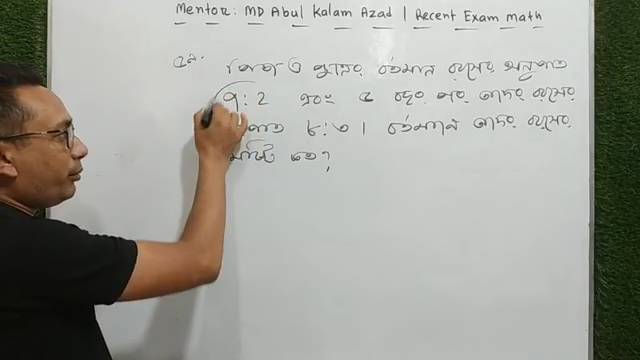 Mentor: MD Abul Kalam Azad | Recent Exam Math
পিতা ও পুত্রের বর্তমান বয়সের অনুপাত
৭:২ এবং ৫ বছর পর তাদের বয়সের
পাত ৮:৩। বর্তমানে তাদের বয়সের
সমষ্টি কত?